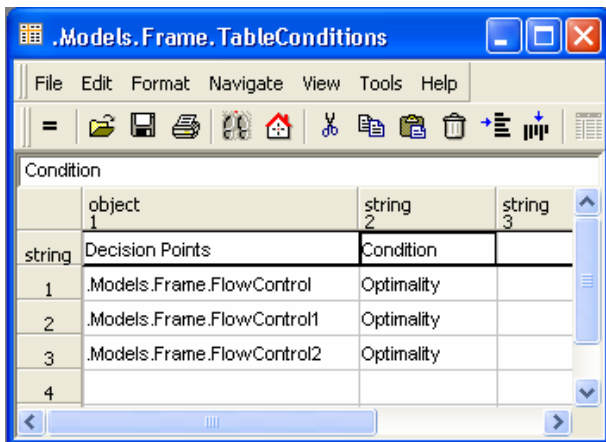 .Models.Frame.TableConditions
File Edit Format Navigate View Tools Help
=
Condition
object string string
1 2 3
string Decision Points Condition
1 .Models.Frame.FlowControl Optimality
2 .Models.Frame.FlowControl1 Optimality
3 .Models.Frame.FlowControl2 Optimality
4